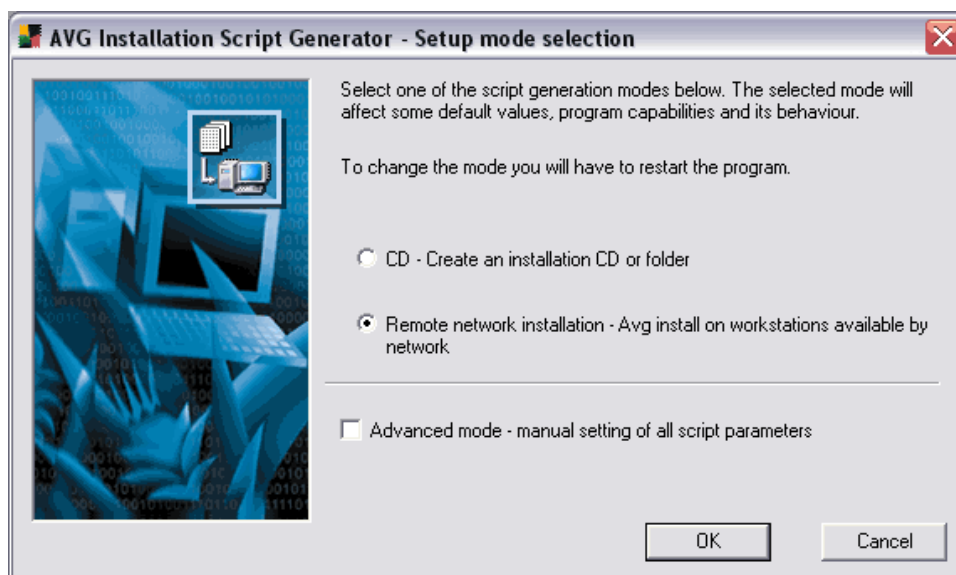 AVG Installation Script Generator - Setup mode selection
Select one of the script generation modes below. The selected mode will
affect some default values, program capabilities and its behaviour.
To change the mode you will have to restart the program.
CD - Create an installation CD or folder
Remote network installation - Avg install on workstations available by
network
Advanced mode - manual setting of all script parameters
OK
Cancel